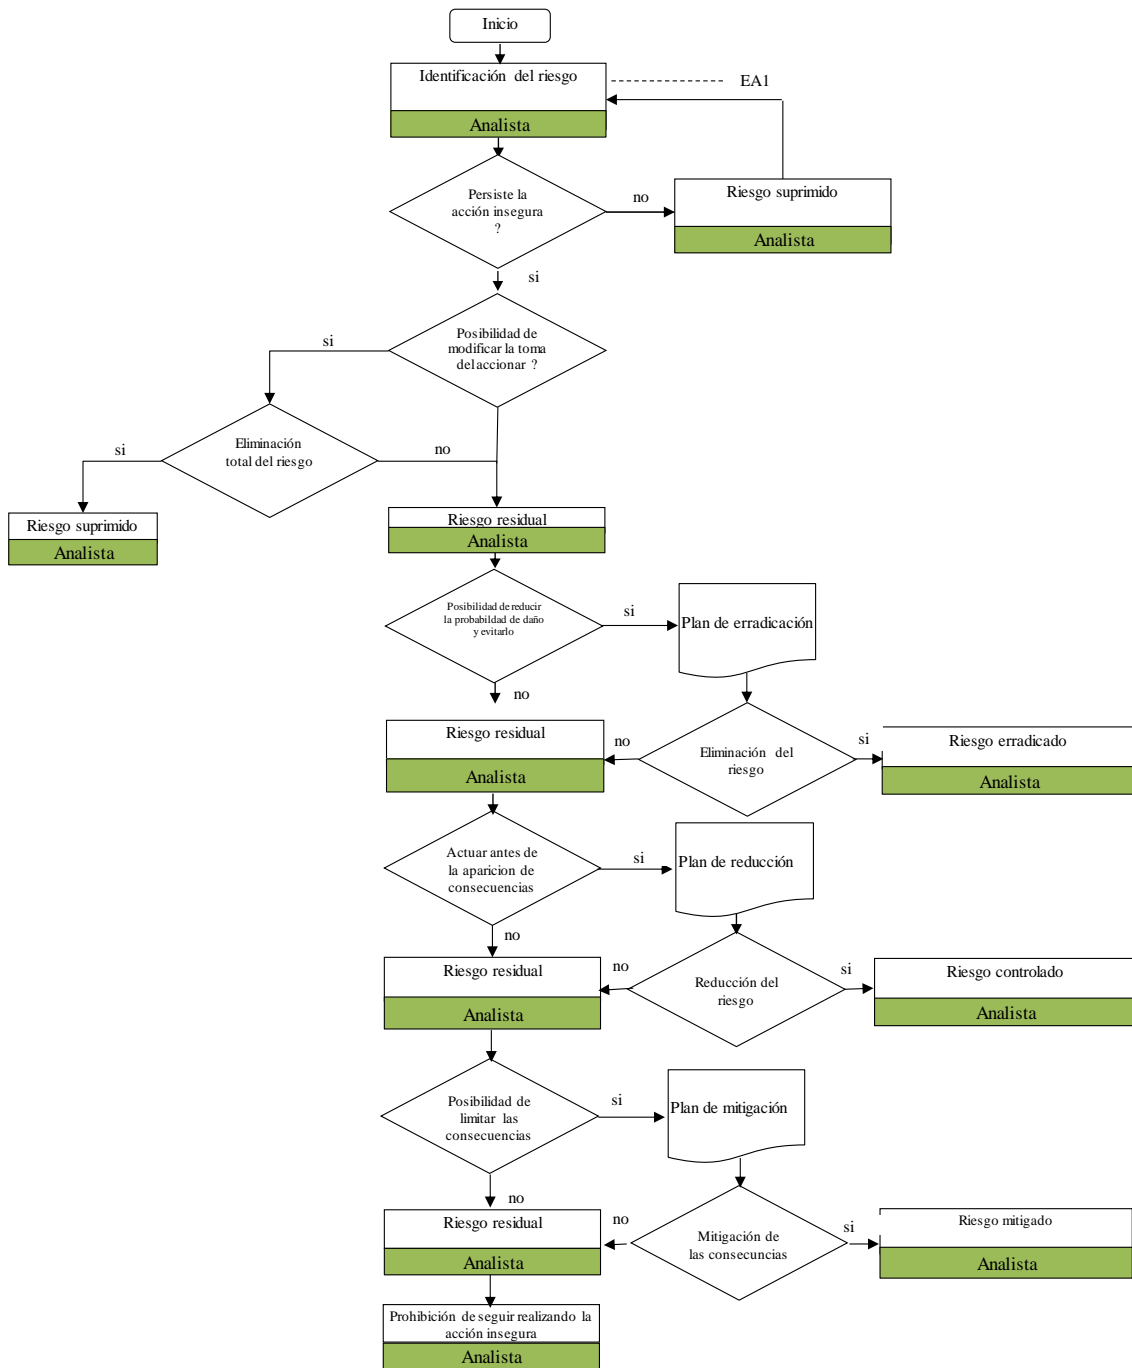 Inicio
Identificación del riesgo
EA1
Analista
Persiste la
acción insegura
?
no
Riesgo suprimido
Analista
si
Posibilidad de
modificar la toma
del accionar ?
si
Eliminación
total del riesgo
si
no
Riesgo suprimido
Analista
Riesgo residual
Analista
Posibilidad de reducir
la probabildad de daño
y evitarlo
si
Plan de erradicación
no
Riesgo residual
Analista
no
Eliminación del
riesgo
si
Riesgo erradicado
Analista
Actuar antes de
la aparicion de
consecuencias
si
Plan de reducción
no
Riesgo residual
Analista
no
Reducción del
riesgo
si
Riesgo controlado
Analista
Posibilidad de
limitar las
consecuencias
si
Plan de mitigación
no
Riesgo residual
Analista
no
Mitigación de
las consecuncias
si
Riesgo mitigado
Analista
Prohibición de seguir realizando la
acción insegura
Analista